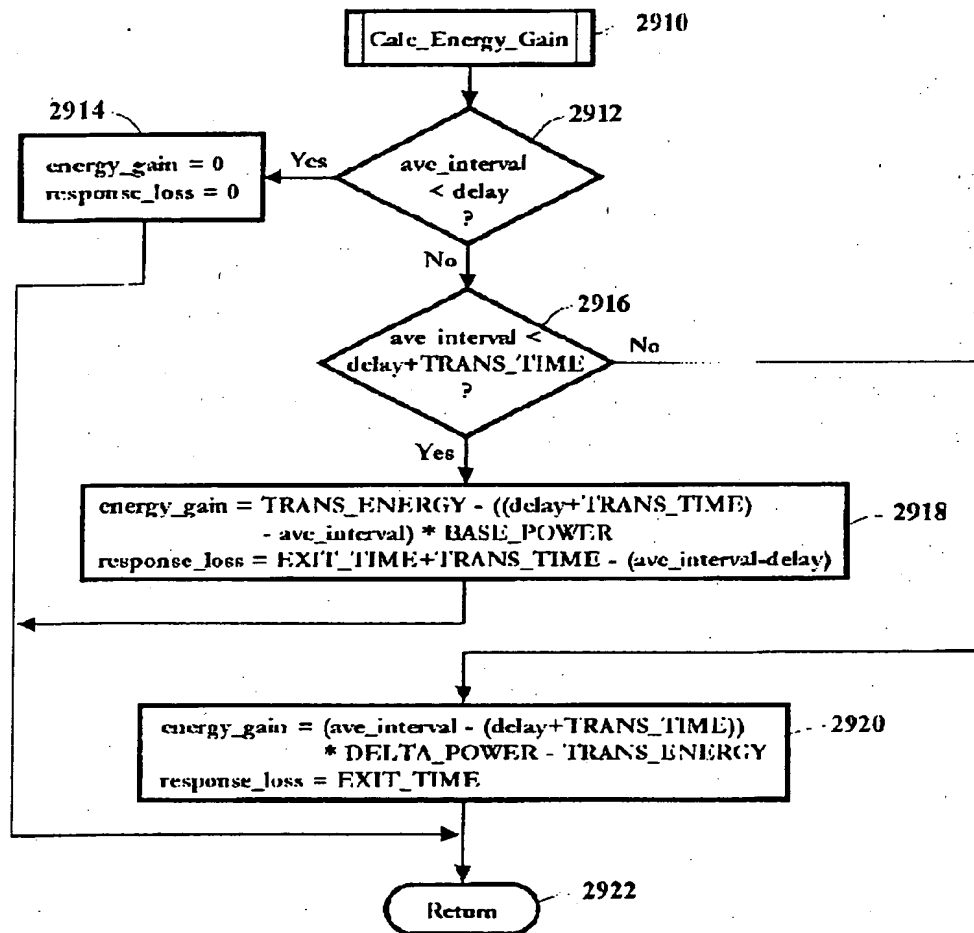 2910
Calc_Energy_Gain
2912
2914
ave_interval
< delay
?
Yes
energy_gain = 0
response_loss = 0
No
2916
ave interval <
delay+TRANS_TIME
?
No
Yes
energy_gain = TRANS_ENERGY - ((delay+TRANS_TIME)
- ave_interval) * BASE_POWER
response_loss = EXIT_TIME+TRANS_TIME - (ave_interval-delay)
2918
energy_gain = (ave_interval - (delay+TRANS_TIME))
* DELTA_POWER - TRANS_ENERGY
response_loss = EXIT_TIME
2920
Return
2922